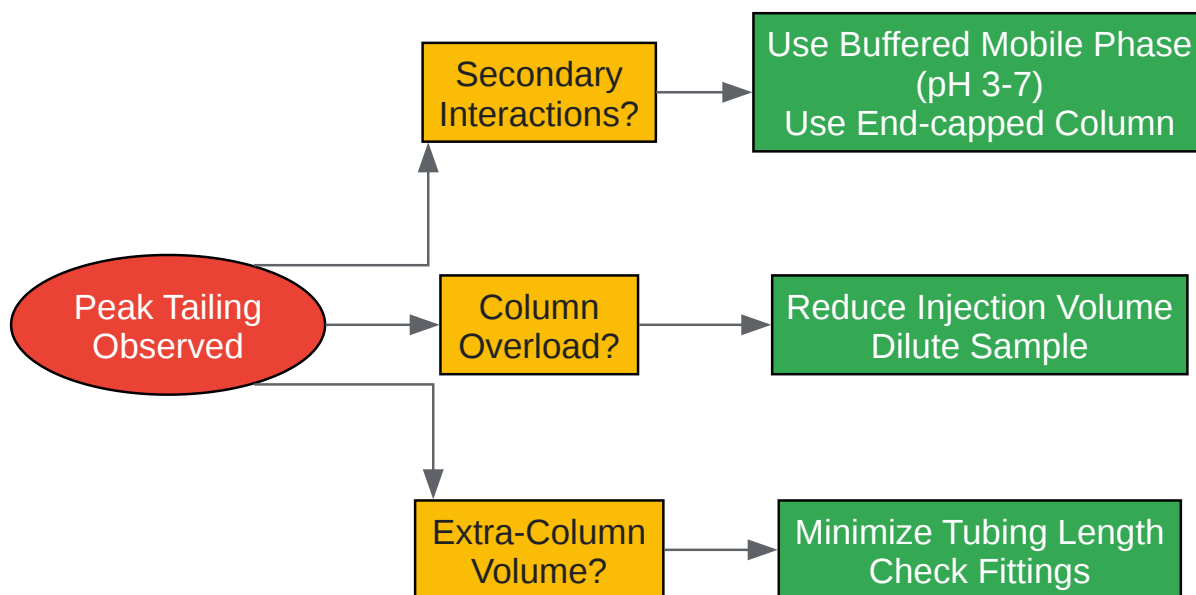 Peak Tailing
Observed
Secondary
Interactions?
Use Buffered Mobile Phase
(pH 3-7)
Use End-capped Column
Column
Overload?
Reduce Injection Volume
Dilute Sample
Extra-Column
Volume?
Minimize Tubing Length
Check Fittings